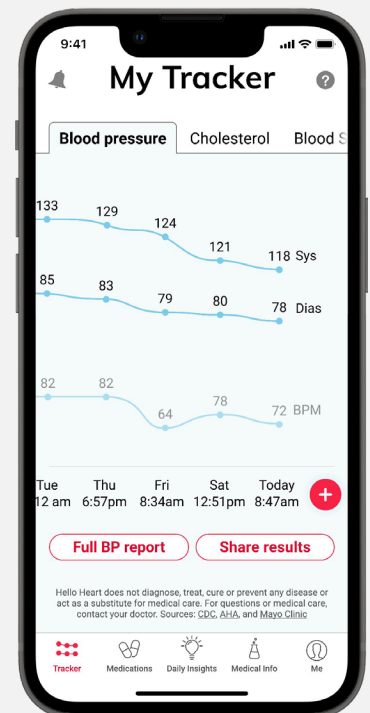 9:41
My Tracker
?
Blood pressure Cholesterol Blood S
133 129 124 121 118 Sys
85 83 79 80 78 Dias
82 82 64 78 72 BPM
Tue Thu Fri Sat Today
12 am 6:57pm 8:34am 12:51pm 8:47am
+
Full BP report Share results
Hello Heart does not diagnose, treat, cure or prevent any disease or
act as a substitute for medical care. For questions or medical care,
contact your doctor. Sources: CDC, AHA, and Mayo Clinic
Tracker Medications Daily Insights Medical Info Me